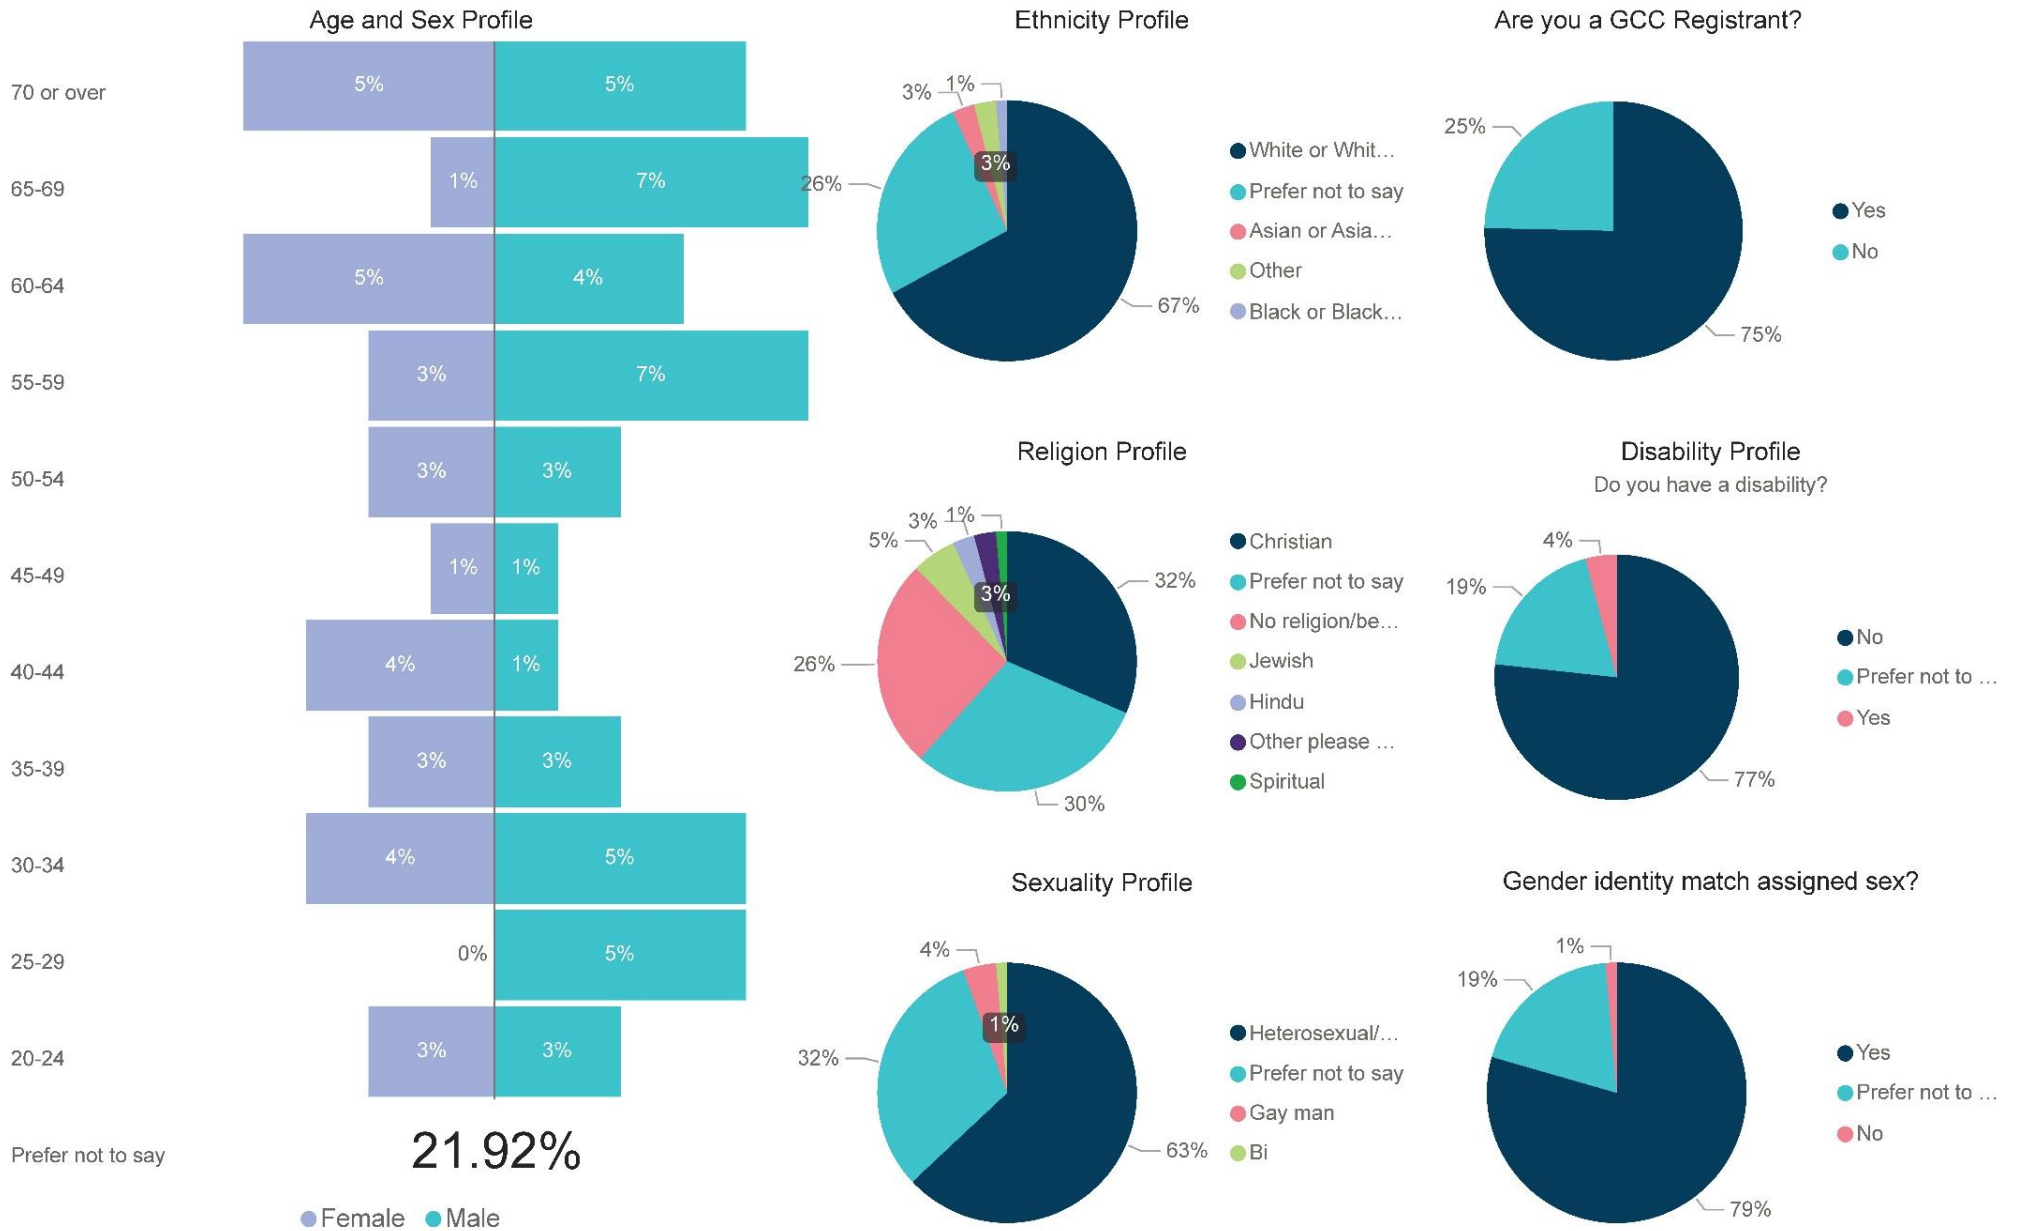 Age and Sex Profile
70 or over
5%
5%
65-69
1%
7%
60-64
5%
4%
55-59
3%
7%
50-54
3%
3%
45-49
1%
1%
40-44
4%
1%
35-39
3%
3%
30-34
4%
5%
25-29
0%
5%
20-24
3%
3%
Prefer not to say
21.92%
Female
Male
Ethnicity Profile
3%
1%
3%
26%
67%
White or Whit...
Prefer not to say
Asian or Asia...
Other
Black or Black...
Are you a GCC Registrant?
25%
75%
Yes
No
Religion Profile
3%
1%
5%
3%
32%
26%
30%
Christian
Prefer not to say
No religion/be...
Jewish
Hindu
Other please ...
Spiritual
Disability Profile
Do you have a disability?
4%
19%
77%
No
Prefer not to ...
Yes
Sexuality Profile
4%
1%
32%
63%
Heterosexual/...
Prefer not to say
Gay man
Bi
Gender identity match assigned sex?
1%
19%
79%
Yes
Prefer not to ...
No